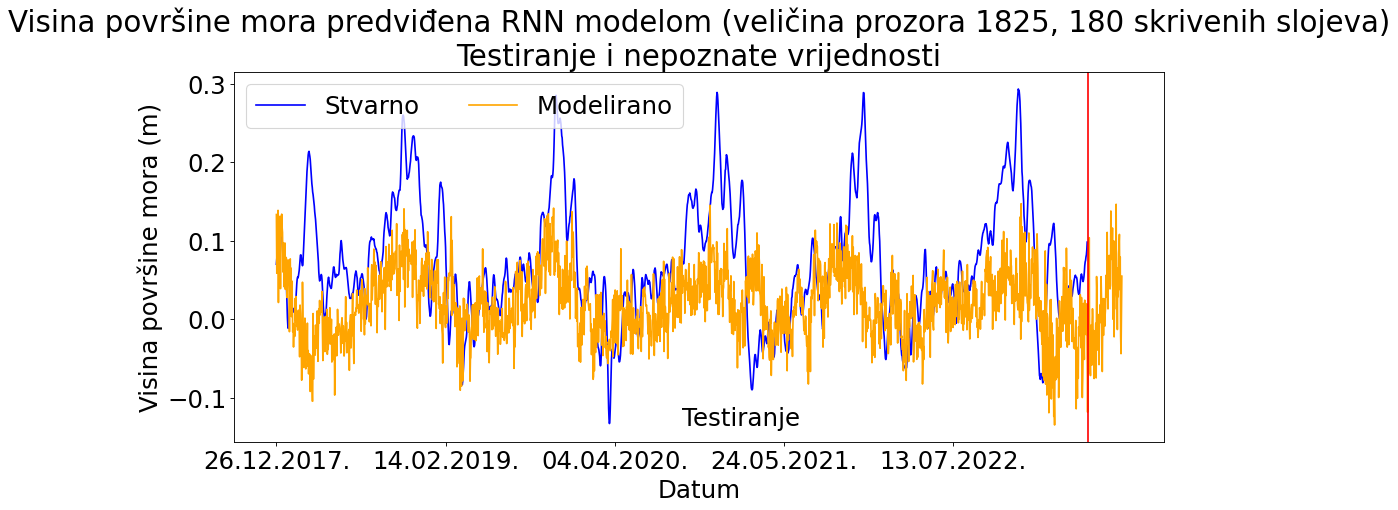 Visina površine mora predviđena RNN modelom (veličina prozora 1825, 180 skrivenih slojeva)
Testiranje i nepoznate vrijednosti
Stvarno
Modelirano
Visina površine mora (m)
0.3
0.2
0.1
0.0
−0.1
Testiranje
26.12.2017.
14.02.2019.
04.04.2020.
24.05.2021.
13.07.2022.
Datum